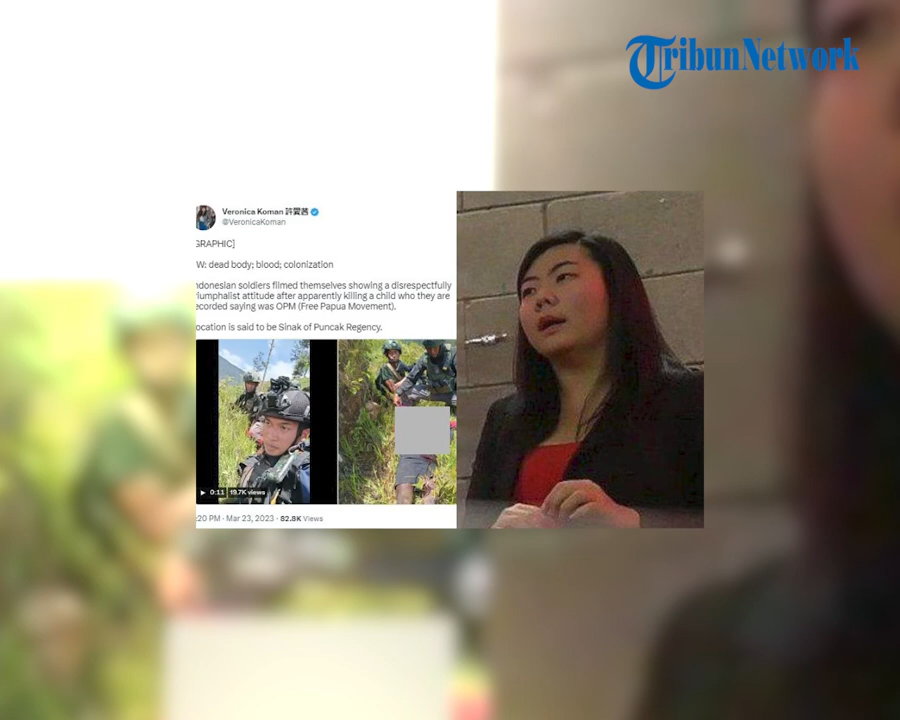 Tribun Network
Veronica Koman 許愛茜
@VeronicaKoman
GRAPHIC]
W: dead body; blood; colonization
ndonesian soldiers filmed themselves showing a disrespectfully
riumphalist attitude after apparently killing a child who they are
ecorded saying was OPM (Free Papua Movement).
ocation is said to be Sinak of Puncak Regency.
0:11 19.7K views
:20 PM · Mar 23, 2023 · 82.8K Views